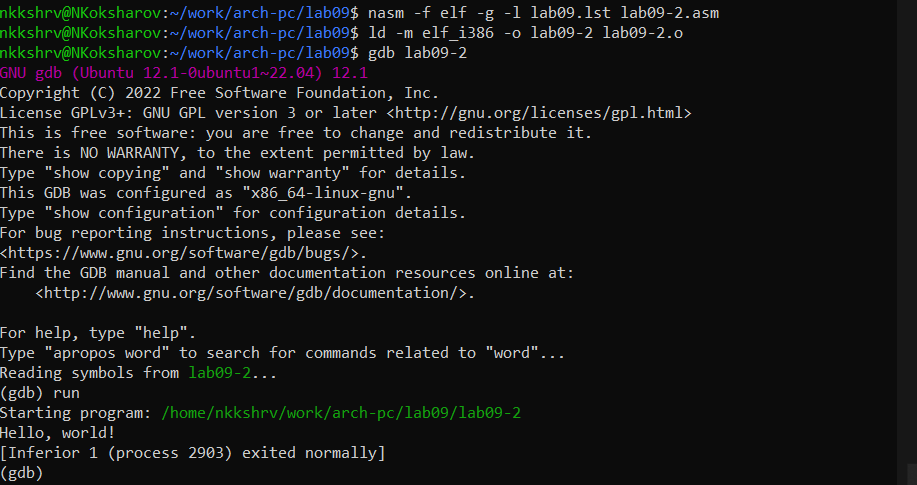 nkkshrv@NKoksharov:~/work/arch-pc/lab09$ nasm -f elf -g -l lab09.lst lab09-2.asm
nkkshrv@NKoksharov:~/work/arch-pc/lab09$ ld -m elf_i386 -o lab09-2 lab09-2.o
nkkshrv@NKoksharov:~/work/arch-pc/lab09$ gdb lab09-2
GNU gdb (Ubuntu 12.1-0ubuntu1~22.04) 12.1
Copyright (C) 2022 Free Software Foundation, Inc.
License GPLv3+: GNU GPL version 3 or later <http://gnu.org/licenses/gpl.html>
This is free software: you are free to change and redistribute it.
There is NO WARRANTY, to the extent permitted by law.
Type "show copying" and "show warranty" for details.
This GDB was configured as "x86_64-linux-gnu".
Type "show configuration" for configuration details.
For bug reporting instructions, please see:
<https://www.gnu.org/software/gdb/bugs/>.
Find the GDB manual and other documentation resources online at:
    <http://www.gnu.org/software/gdb/documentation/>.

For help, type "help".
Type "apropos word" to search for commands related to "word"...
Reading symbols from lab09-2...
(gdb) run
Starting program: /home/nkkshrv/work/arch-pc/lab09/lab09-2
Hello, world!
[Inferior 1 (process 2903) exited normally]
(gdb)